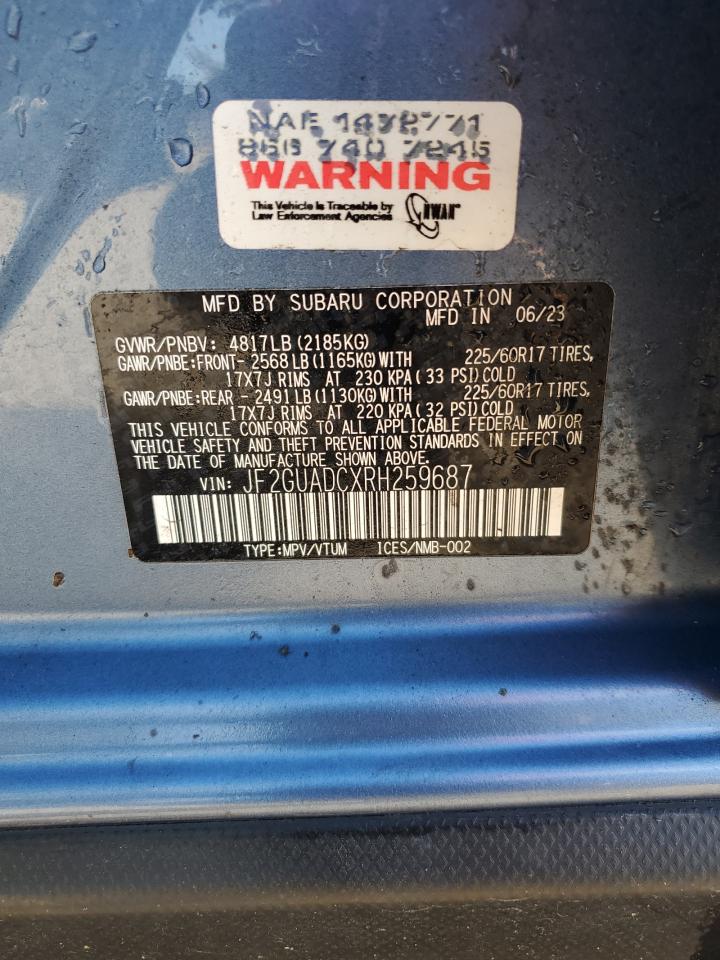 NAF 1472771
866 740 7245
WARNING
This Vehicle is Traceable by
Law Enforcement Agencies
NWAN
MFD BY SUBARU CORPORATION
MFD IN 06/23
GVWR/PNBV: 4817LB (2185KG)
GAWR/PNBE:FRONT- 2568 LB (1165KG) WITH 225/60R17 TIRES,
17X7J RIMS AT 230 KPA (33 PSI) COLD
GAWR/PNBE:REAR - 2491 LB (1130KG) WITH 225/60R17 TIRES,
17X7J RIMS AT 220 KPA (32 PSI) COLD
THIS VEHICLE CONFORMS TO ALL APPLICABLE FEDERAL MOTOR
VEHICLE SAFETY AND THEFT PREVENTION STANDARDS IN EFFECT ON
THE DATE OF MANUFACTURE SHOWN ABOVE.
VIN: JF2GUADCXRH259687
TYPE:MPV/VTUM ICES/NMB-002